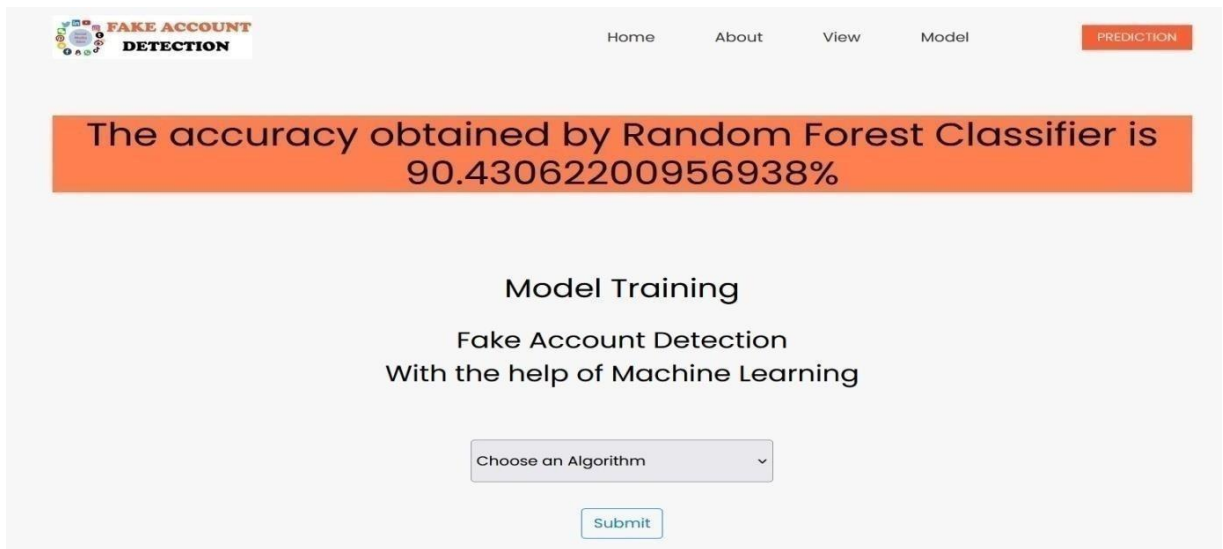 FAKE ACCOUNT
DETECTION
Home About View Model PREDICTION
The accuracy obtained by Random Forest Classifier is
90.43062200956938%
Model Training
Fake Account Detection
With the help of Machine Learning
Choose an Algorithm
Submit